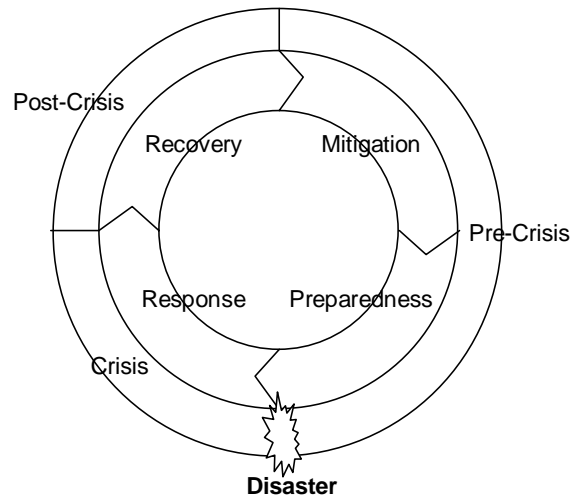 Post-Crisis
Recovery
Mitigation
Pre-Crisis
Response
Preparedness
Crisis
Disaster